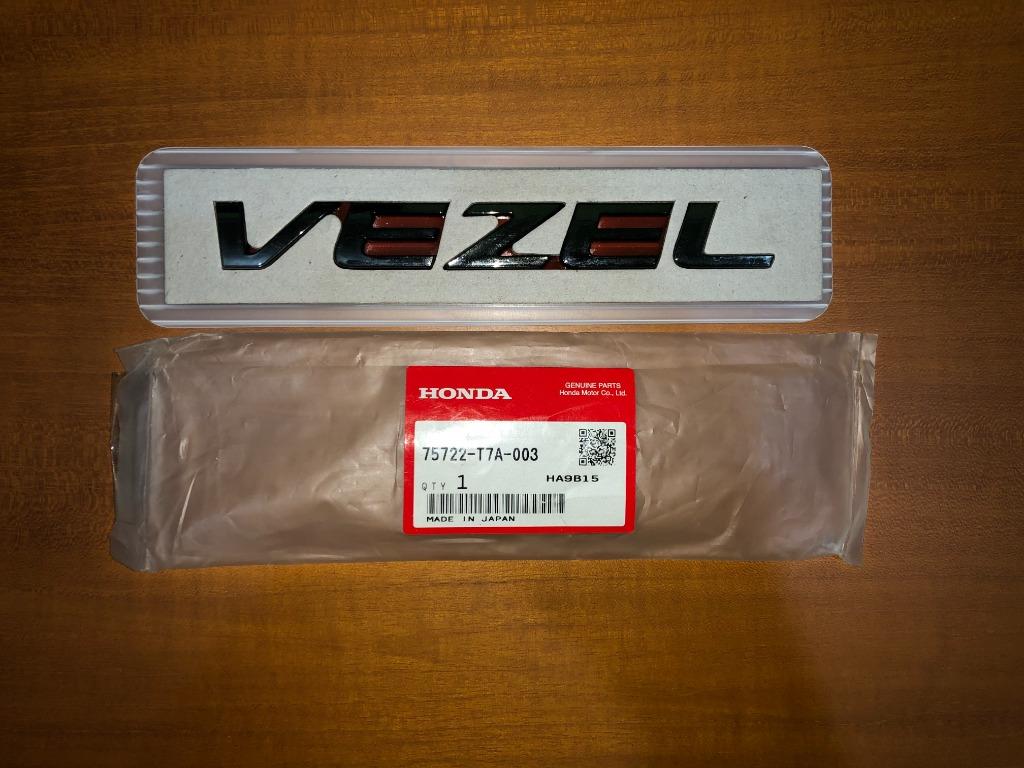 VEZEL
HONDA
GENUINE PARTS
Honda Motor Co., Ltd.
75722-T7A-003
QTY 1
HA9B15
MADE IN JAPAN